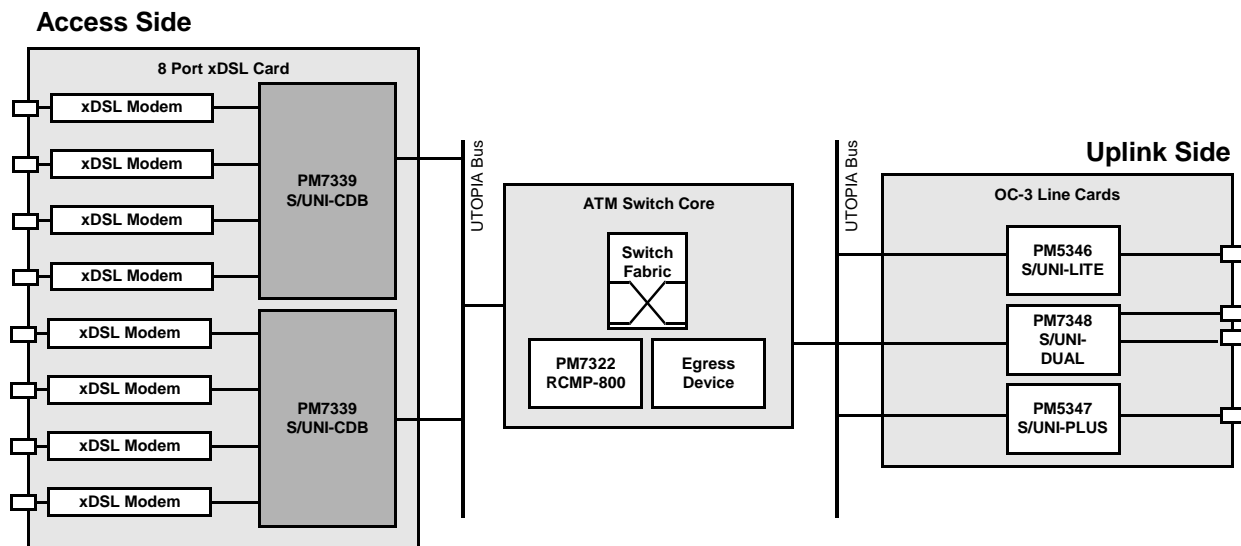 Access Side
8 Port xDSL Card
xDSL Modem
xDSL Modem
xDSL Modem
xDSL Modem
PM7339
S/UNI-CDB
xDSL Modem
xDSL Modem
xDSL Modem
xDSL Modem
PM7339
S/UNI-CDB
UTOPIA Bus
ATM Switch Core
Switch
Fabric
PM7322
RCMP-800
Egress
Device
UTOPIA Bus
Uplink Side
OC-3 Line Cards
PM5346
S/UNI-LITE
PM7348
S/UNI-
DUAL
PM5347
S/UNI-PLUS